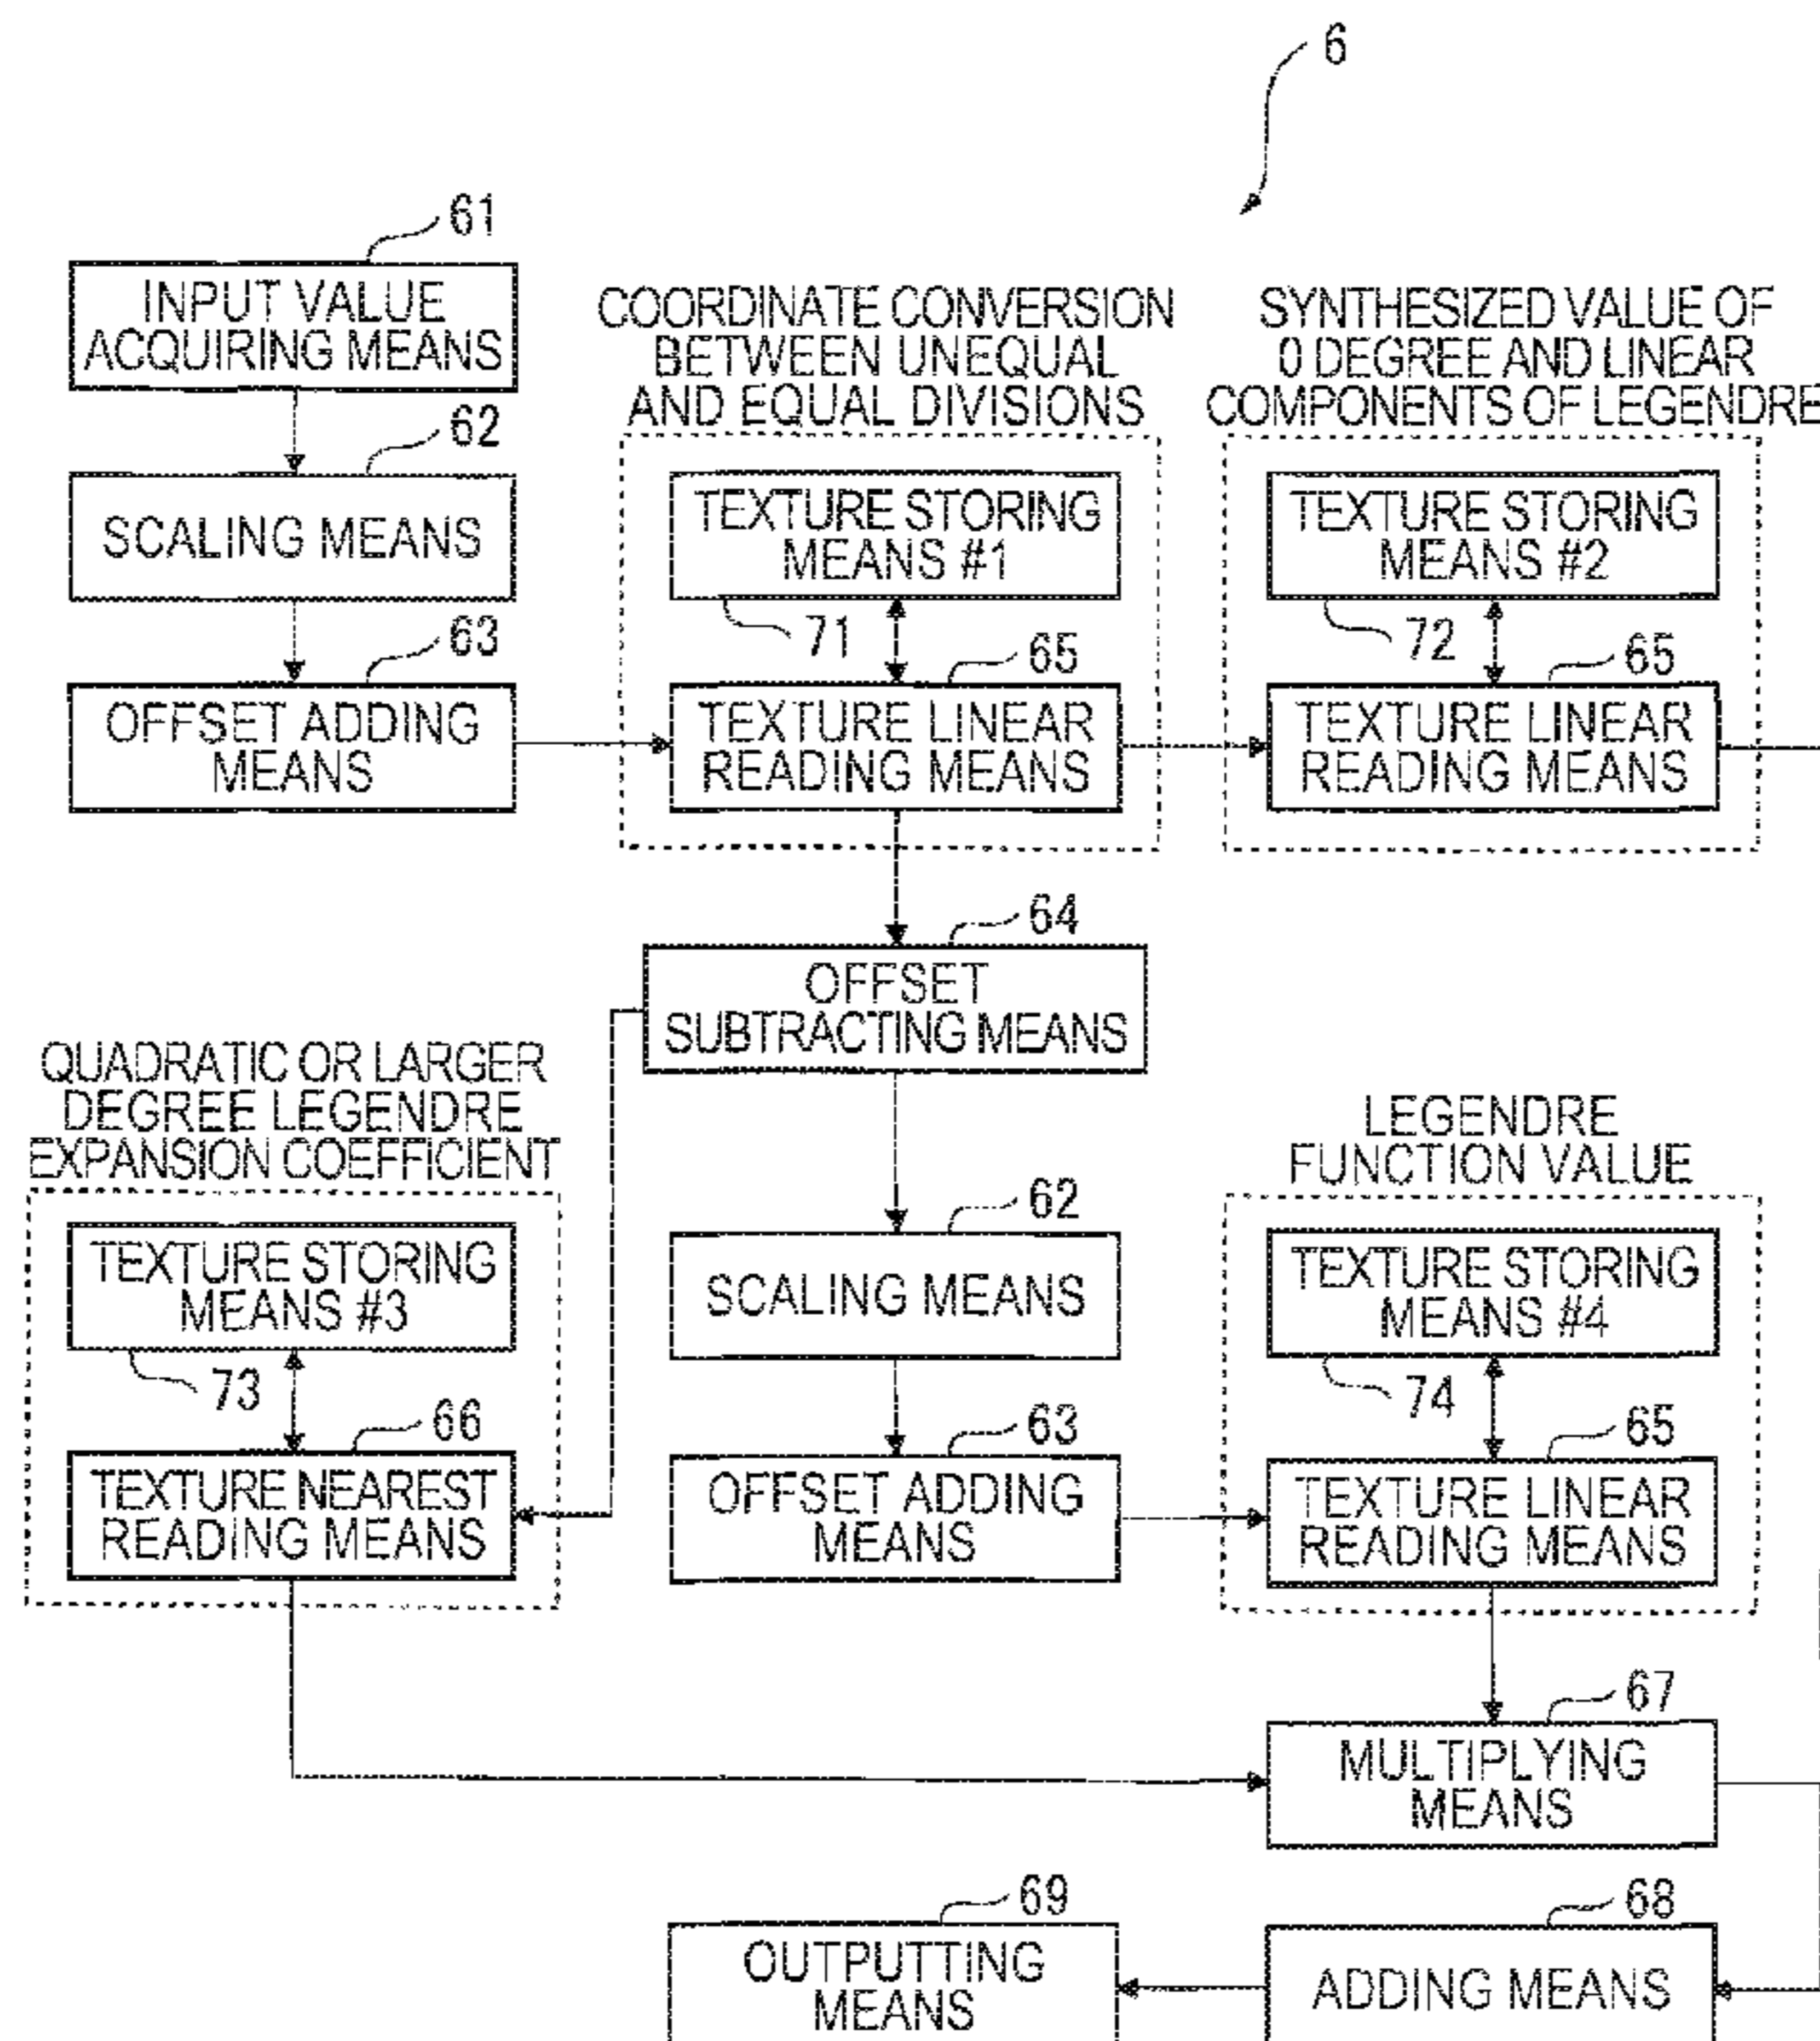 6
61
INPUT VALUE
ACQUIRING MEANS
62
SCALING MEANS
63
OFFSET ADDING
MEANS
COORDINATE CONVERSION
BETWEEN UNEQUAL
AND EQUAL DIVISIONS
TEXTURE STORING
MEANS #1
71
65
TEXTURE LINEAR
READING MEANS
SYNTHESIZED VALUE OF
0 DEGREE AND LINEAR
COMPONENTS OF LEGENDRE
TEXTURE STORING
MEANS #2
72
65
TEXTURE LINEAR
READING MEANS
64
OFFSET
SUBTRACTING MEANS
QUADRATIC OR LARGER
DEGREE LEGENDRE
EXPANSION COEFFICIENT
TEXTURE STORING
MEANS #3
73
66
TEXTURE NEAREST
READING MEANS
62
SCALING MEANS
63
OFFSET ADDING
MEANS
LEGENDRE
FUNCTION VALUE
TEXTURE STORING
MEANS #4
74
65
TEXTURE LINEAR
READING MEANS
67
MULTIPLYING
MEANS
68
ADDING MEANS
69
OUTPUTTING
MEANS